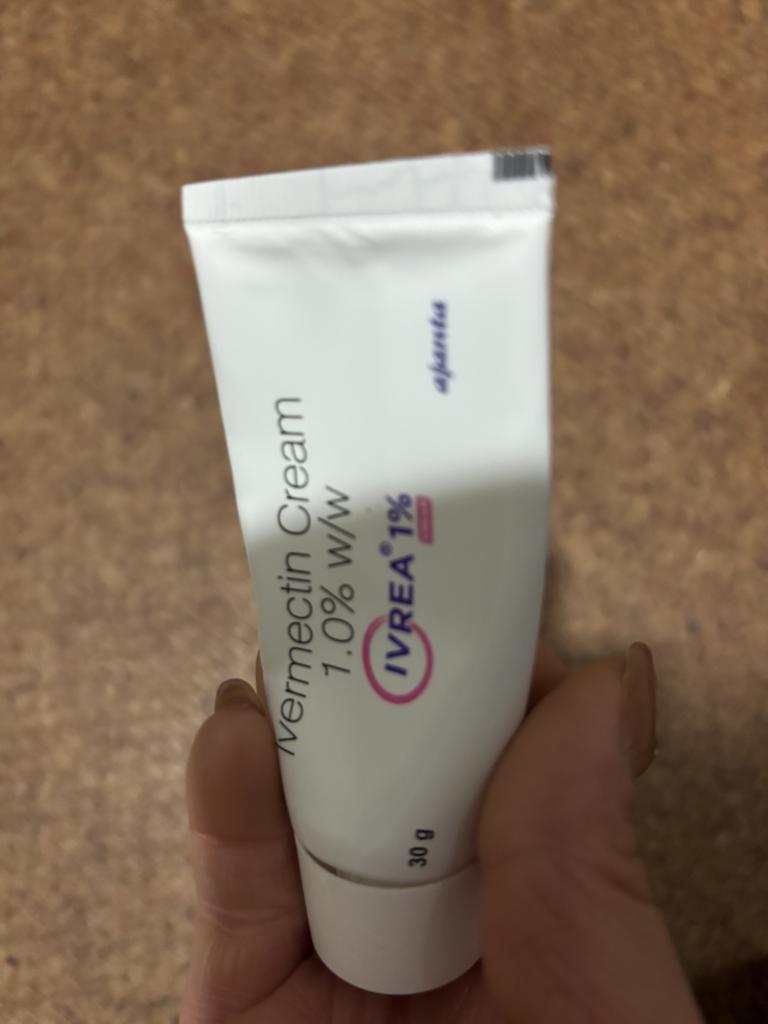 Ivermectin Cream
1.0% w/w
IVREA® 1%
ajanta
30 g